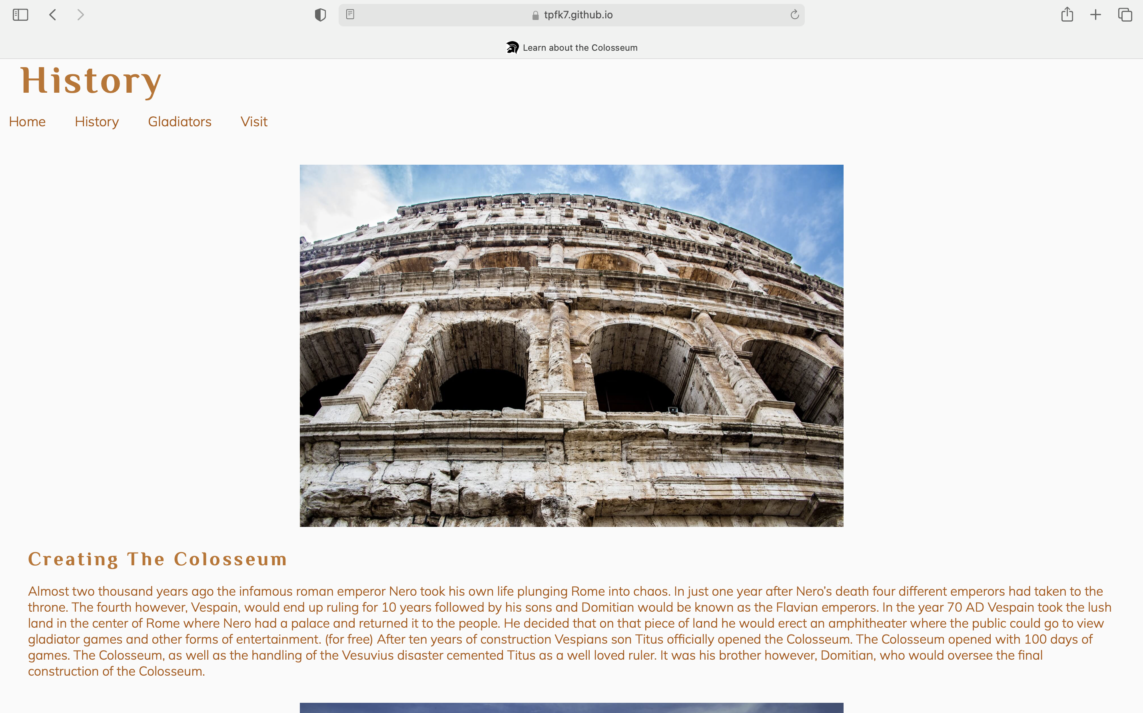 tpfk7.github.io
Learn about the Colosseum
History
Home History Gladiators Visit
Creating The Colosseum
Almost two thousand years ago the infamous roman emperor Nero took his own life plunging Rome into chaos. In just one year after Nero's death four different emperors had taken to the
throne. The fourth however, Vespain, would end up ruling for 10 years followed by his sons and Domitian would be known as the Flavian emperors. In the year 70 AD Vespain took the lush
land in the center of Rome where Nero had a palace and returned it to the people. He decided that on that piece of land he would erect an amphitheater where the public could go to view
gladiator games and other forms of entertainment. (for free) After ten years of construction Vespians son Titus officially opened the Colosseum. The Colosseum opened with 100 days of
games. The Colosseum, as well as the handling of the Vesuvius disaster cemented Titus as a well loved ruler. It was his brother however, Domitian, who would oversee the final
construction of the Colosseum.